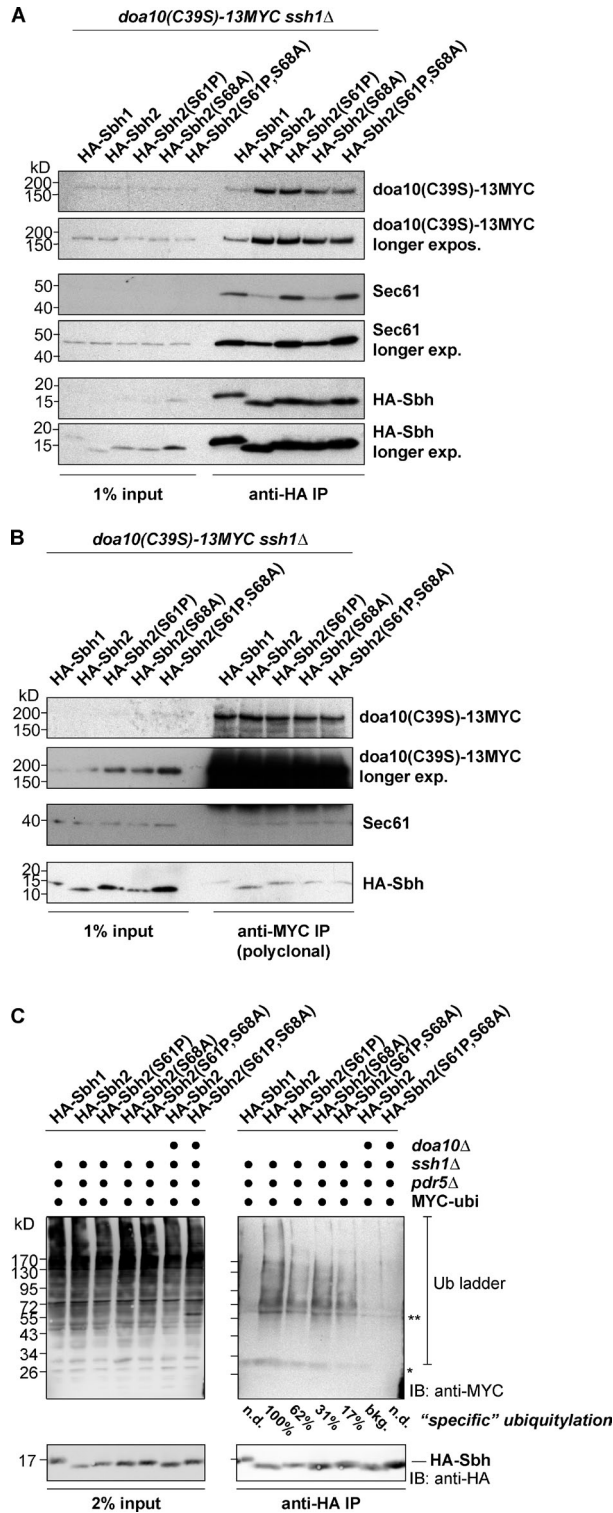 A
doa10(C39S)-13MYC ssh1Δ
HA-Sbh1
HA-Sbh2
HA-Sbh2(S61P)
HA-Sbh2(S68A)
HA-Sbh2(S61P,S68A)
HA-Sbh1
HA-Sbh2
HA-Sbh2(S61P)
HA-Sbh2(S68A)
HA-Sbh2(S61P,S68A)
kD
200
150
doa10(C39S)-13MYC
200
150
doa10(C39S)-13MYC
longer expos.
50
40
Sec61
50
40
Sec61
longer exp.
20
15
HA-Sbh
20
15
HA-Sbh
longer exp.
1% input
anti-HA IP
B
doa10(C39S)-13MYC ssh1Δ
HA-Sbh1
HA-Sbh2
HA-Sbh2(S61P)
HA-Sbh2(S68A)
HA-Sbh2(S61P,S68A)
HA-Sbh1
HA-Sbh2
HA-Sbh2(S61P)
HA-Sbh2(S68A)
HA-Sbh2(S61P,S68A)
kD
200
150
doa10(C39S)-13MYC
200
150
doa10(C39S)-13MYC
longer exp.
40
Sec61
20
15
10
HA-Sbh
1% input
anti-MYC IP
(polyclonal)
C
HA-Sbh1
HA-Sbh2
HA-Sbh2(S61P)
HA-Sbh2(S68A)
HA-Sbh2(S61P,S68A)
HA-Sbh2
HA-Sbh2(S61P,S68A)
HA-Sbh1
HA-Sbh2
HA-Sbh2(S61P)
HA-Sbh2(S68A)
HA-Sbh2(S61P,S68A)
HA-Sbh2
HA-Sbh2(S61P,S68A)
doa10Δ
ssh1Δ
pdr5Δ
MYC-ubi
kD
170
130
95
72
55
43
34
26
Ub ladder
**
*
IB: anti-MYC
n.d. 100% 62% 31% 17% bkg. n.d. "specific" ubiquitylation
17
HA-Sbh
IB: anti-HA
2% input
anti-HA IP